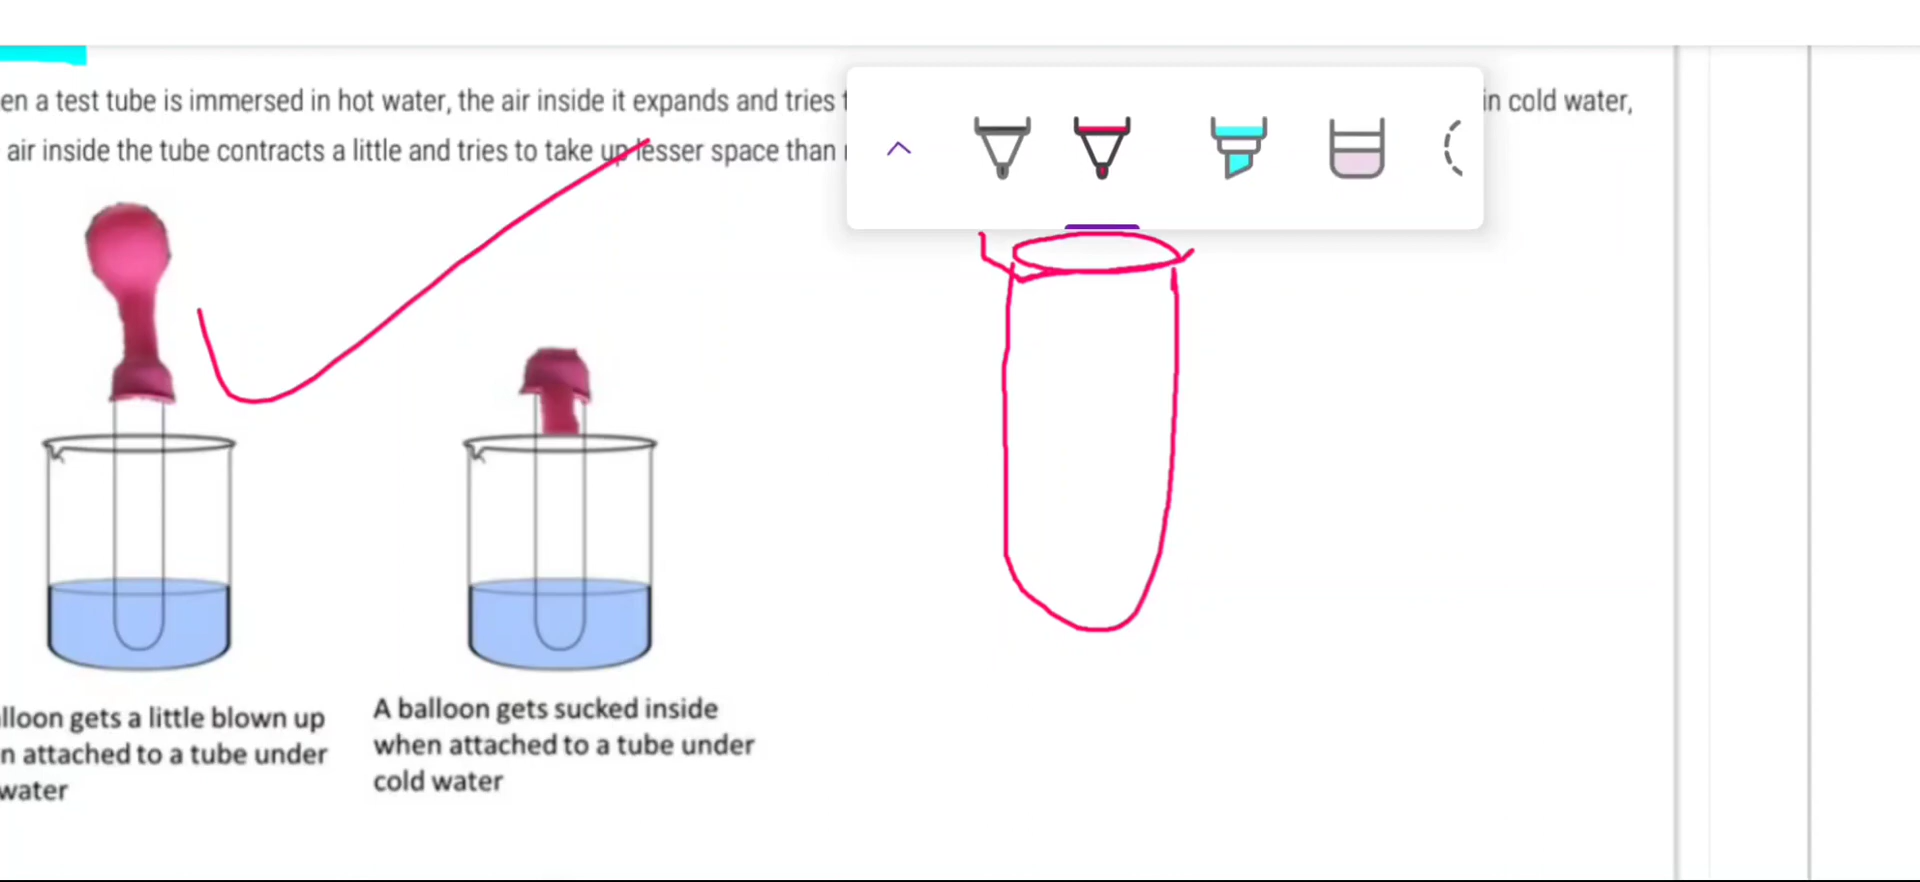 en a test tube is immersed in hot water, the air inside it expands and tries in cold water,
air inside the tube contracts a little and tries to take up lesser space than
lloon gets a little blown up
n attached to a tube under
water
A balloon gets sucked inside
when attached to a tube under
cold water